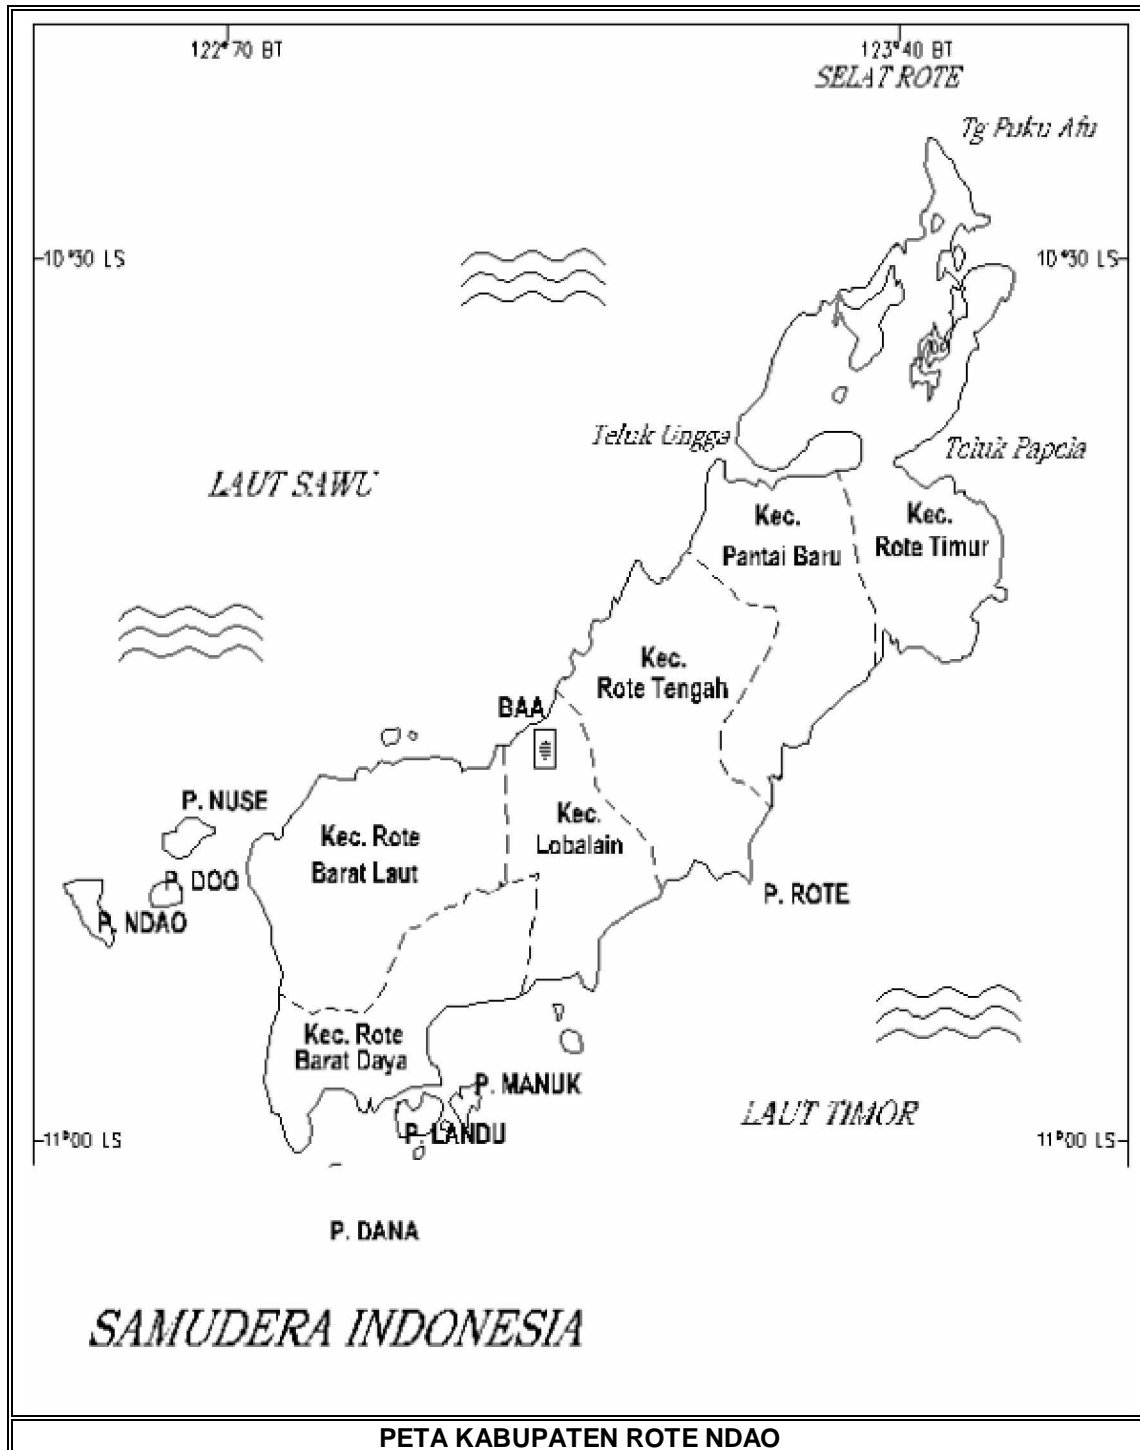 122°70 BT
123°40 BT
SELAT ROTE
Tg Puku Afu
10°30 LS
10°30 LS
Teluk Ungga
Teluk Papela
LAUT SAWU
Kec.
Pantai Baru
Kec.
Rote Timur
Kec.
Rote Tengah
BAA
P. NUSE
Kec. Rote
Barat Laut
Kec.
Lobalain
P. DOO
P. NDAO
P. ROTE
Kec. Rote
Barat Daya
P. MANUK
LAUT TIMOR
P. LANDU
11°00 LS
11°00 LS
P. DANA
SAMUDERA INDONESIA
PETA KABUPATEN ROTE NDAO